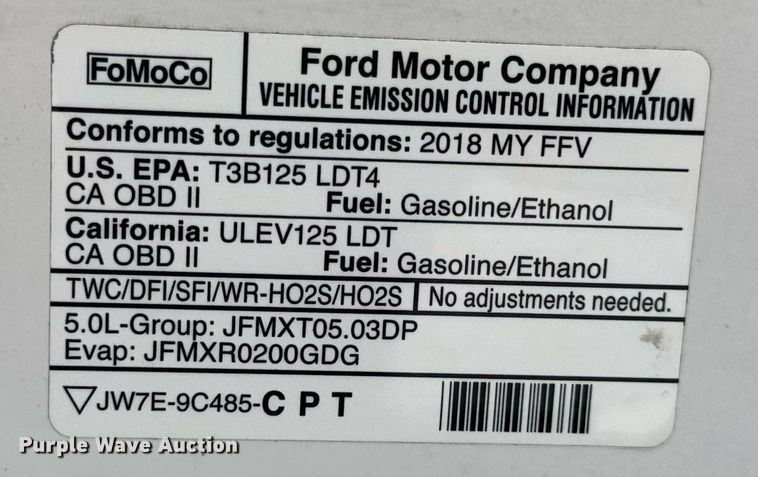 FoMoCo
Ford Motor Company
VEHICLE EMISSION CONTROL INFORMATION
Conforms to regulations: 2018 MY FFV
U.S. EPA: T3B125 LDT4
CA OBD II Fuel: Gasoline/Ethanol
California: ULEV125 LDT
CA OBD II Fuel: Gasoline/Ethanol
TWC/DFI/SFI/WR-HO2S/HO2S No adjustments needed.
5.0L-Group: JFMXT05.03DP
Evap: JFMXR0200GDG
JW7E-9C485-C P T
Purple Wave Auction